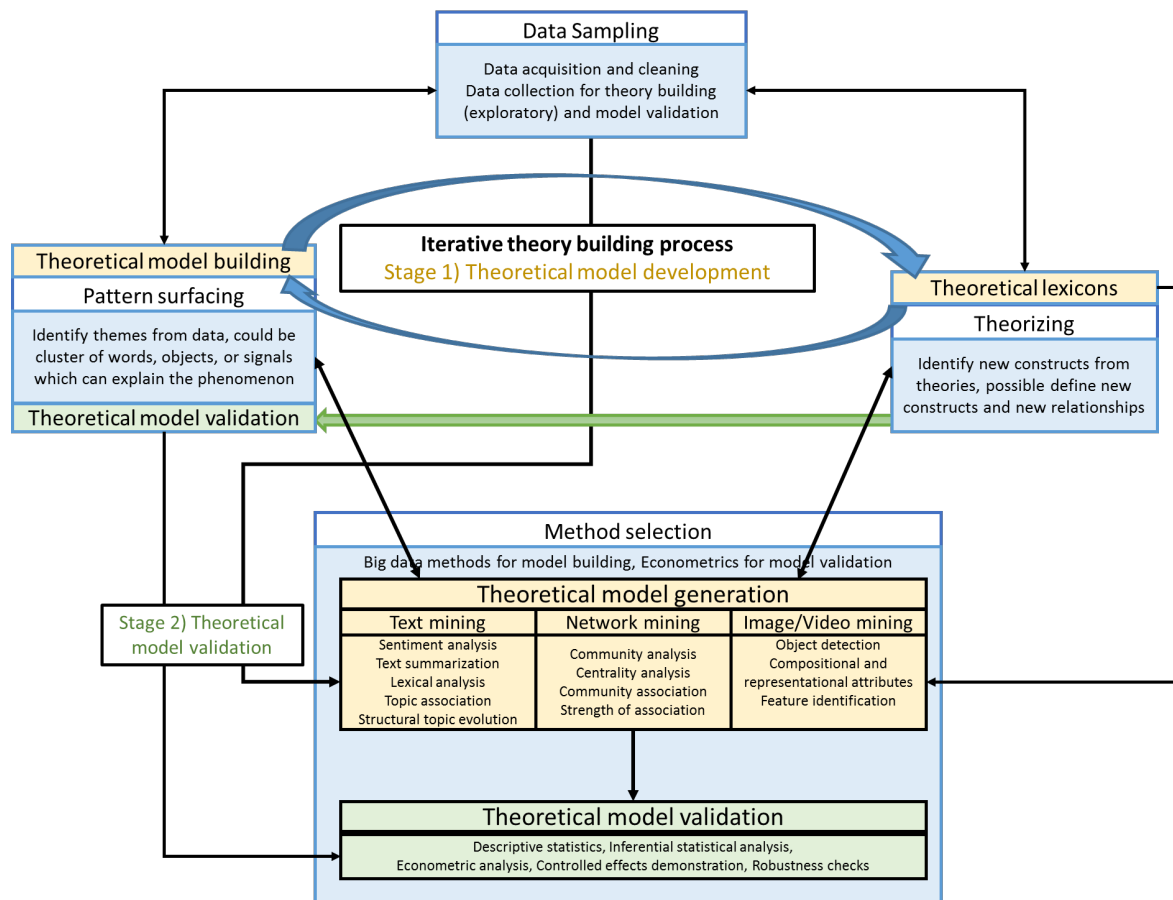 Data Sampling
Data acquisition and cleaning
Data collection for theory building
(exploratory) and model validation
Iterative theory building process
Stage 1) Theoretical model development
Theoretical model building
Pattern surfacing
Identify themes from data, could be
cluster of words, objects, or signals
which can explain the phenomenon
Theoretical model validation
Theoretical lexicons
Theorizing
Identify new constructs from
theories, possible define new
constructs and new relationships
Stage 2) Theoretical
model validation
Method selection
Big data methods for model building, Econometrics for model validation
Theoretical model generation
Text mining
Sentiment analysis
Text summarization
Lexical analysis
Topic association
Structural topic evolution
Network mining
Community analysis
Centrality analysis
Community association
Strength of association
Image/Video mining
Object detection
Compositional and
representational attributes
Feature identification
Theoretical model validation
Descriptive statistics, Inferential statistical analysis,
Econometric analysis, Controlled effects demonstration, Robustness checks